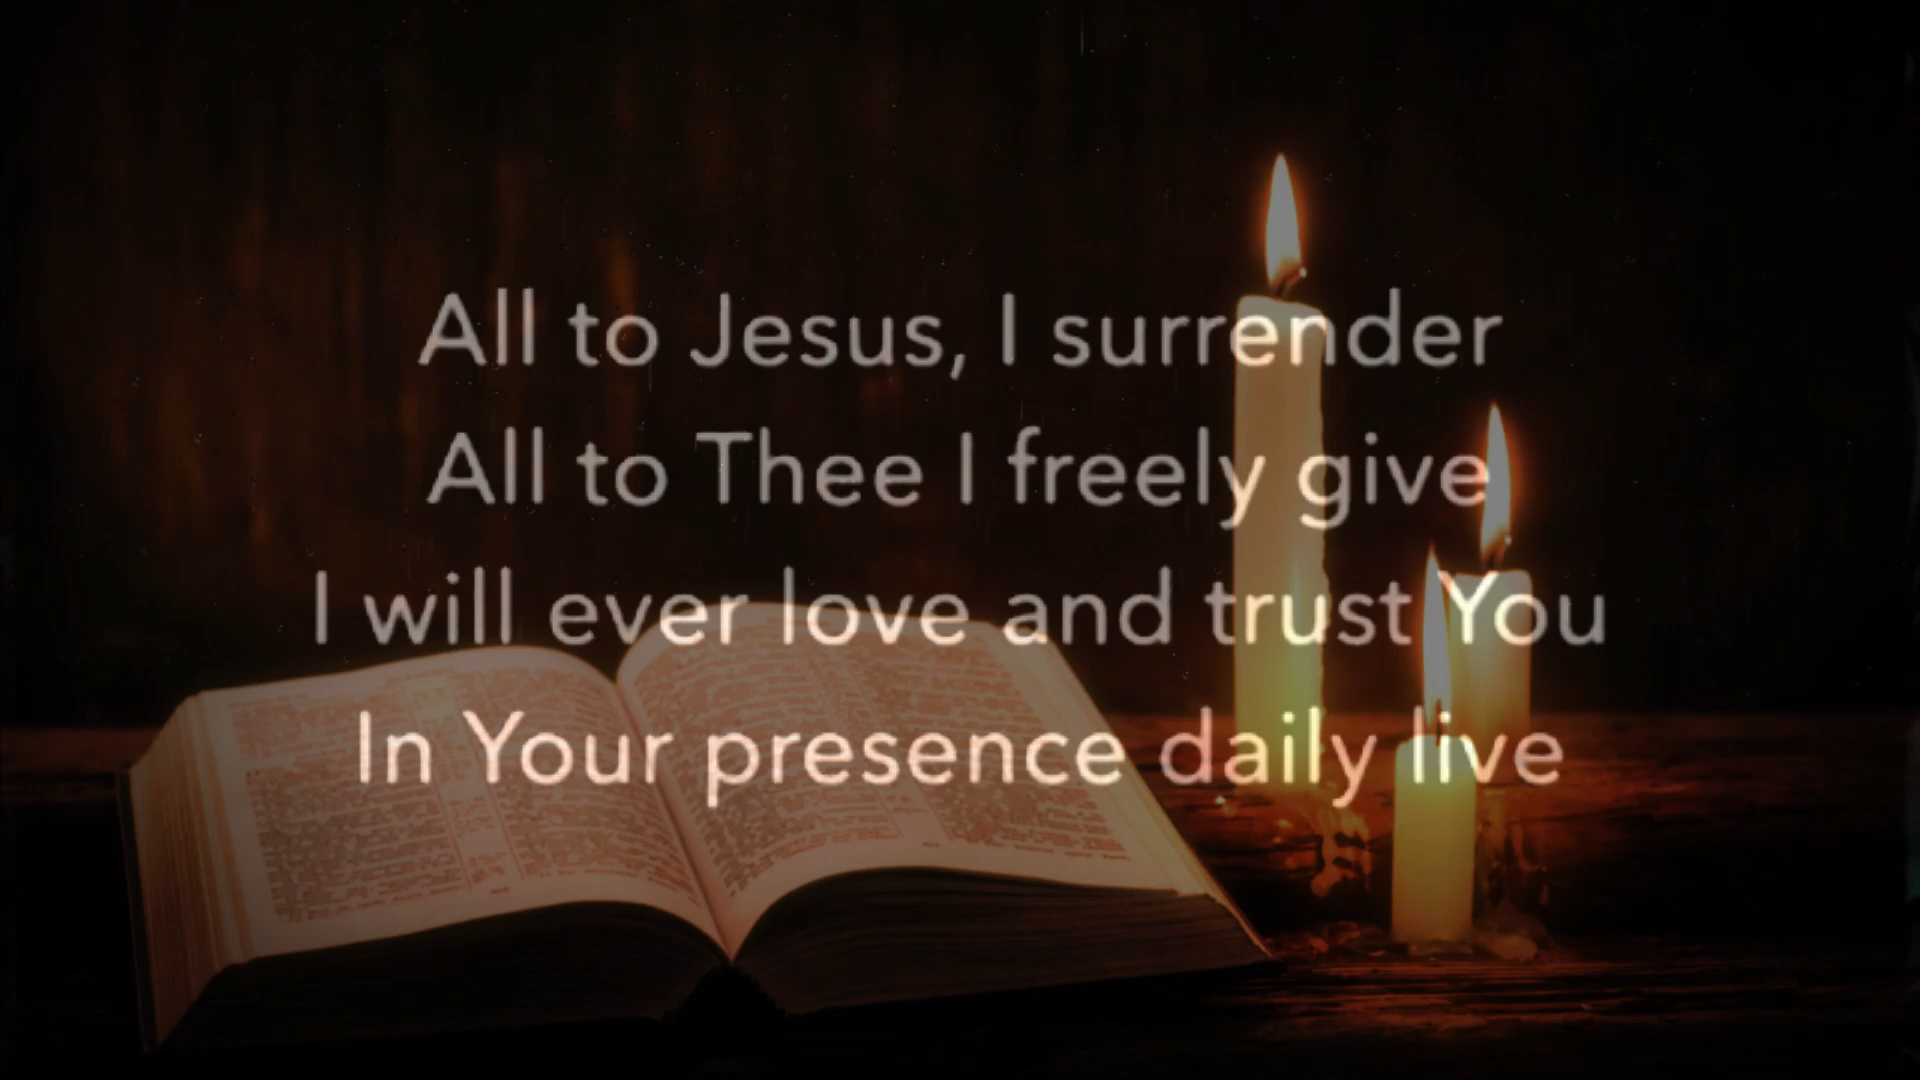 All to Jesus, I surrender
All to Thee I freely give
I will ever love and trust You
In Your presence daily live